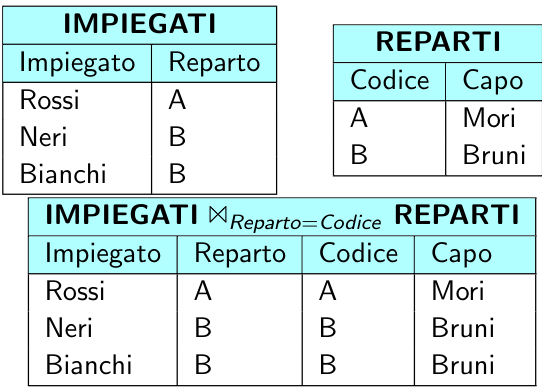 IMPIEGATI
Impiegato Reparto
Rossi A
Neri B
Bianchi B
REPARTI
Codice Capo
A Mori
B Bruni
IMPIEGATI ⋈Reparto=Codice REPARTI
Impiegato Reparto Codice Capo
Rossi A A Mori
Neri B B Bruni
Bianchi B B Bruni